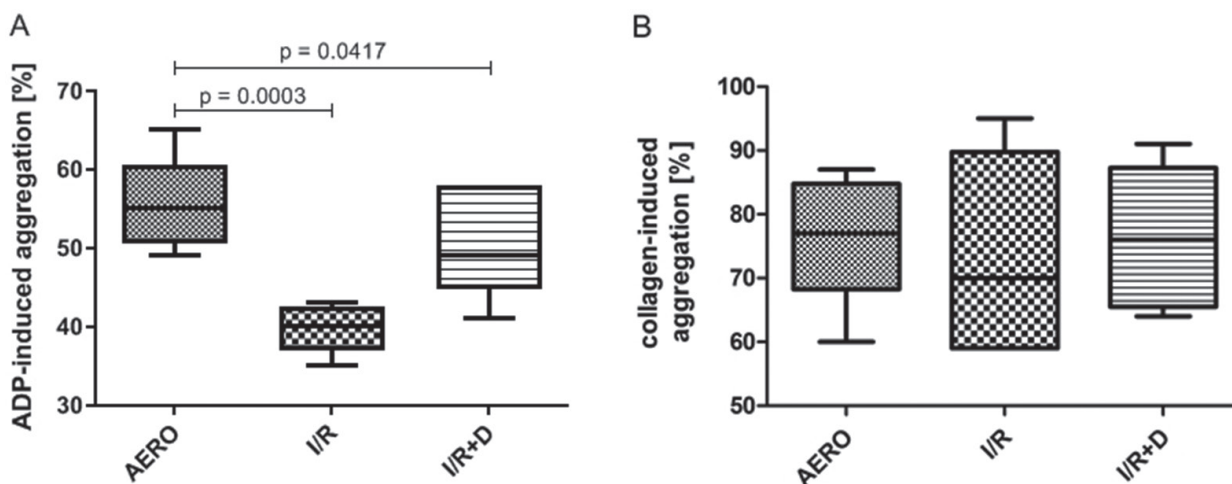 A
p = 0.0417
p = 0.0003
ADP-induced aggregation [%]
70
60
50
40
30
AERO
I/R
I/R+D
B
collagen-induced
aggregation [%]
100
90
80
70
60
50
AERO
I/R
I/R+D